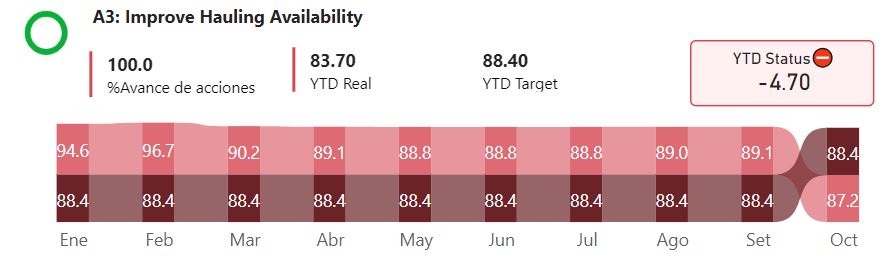 A3: Improve Hauling Availability
100.0
%Avance de acciones
83.70
YTD Real
88.40
YTD Target
YTD Status
-4.70
94.6 96.7 90.2 89.1 88.8 88.8 88.8 89.0 89.1 88.4
88.4 88.4 88.4 88.4 88.4 88.4 88.4 88.4 88.4 87.2
Ene Feb Mar Abr May Jun Jul Ago Set Oct